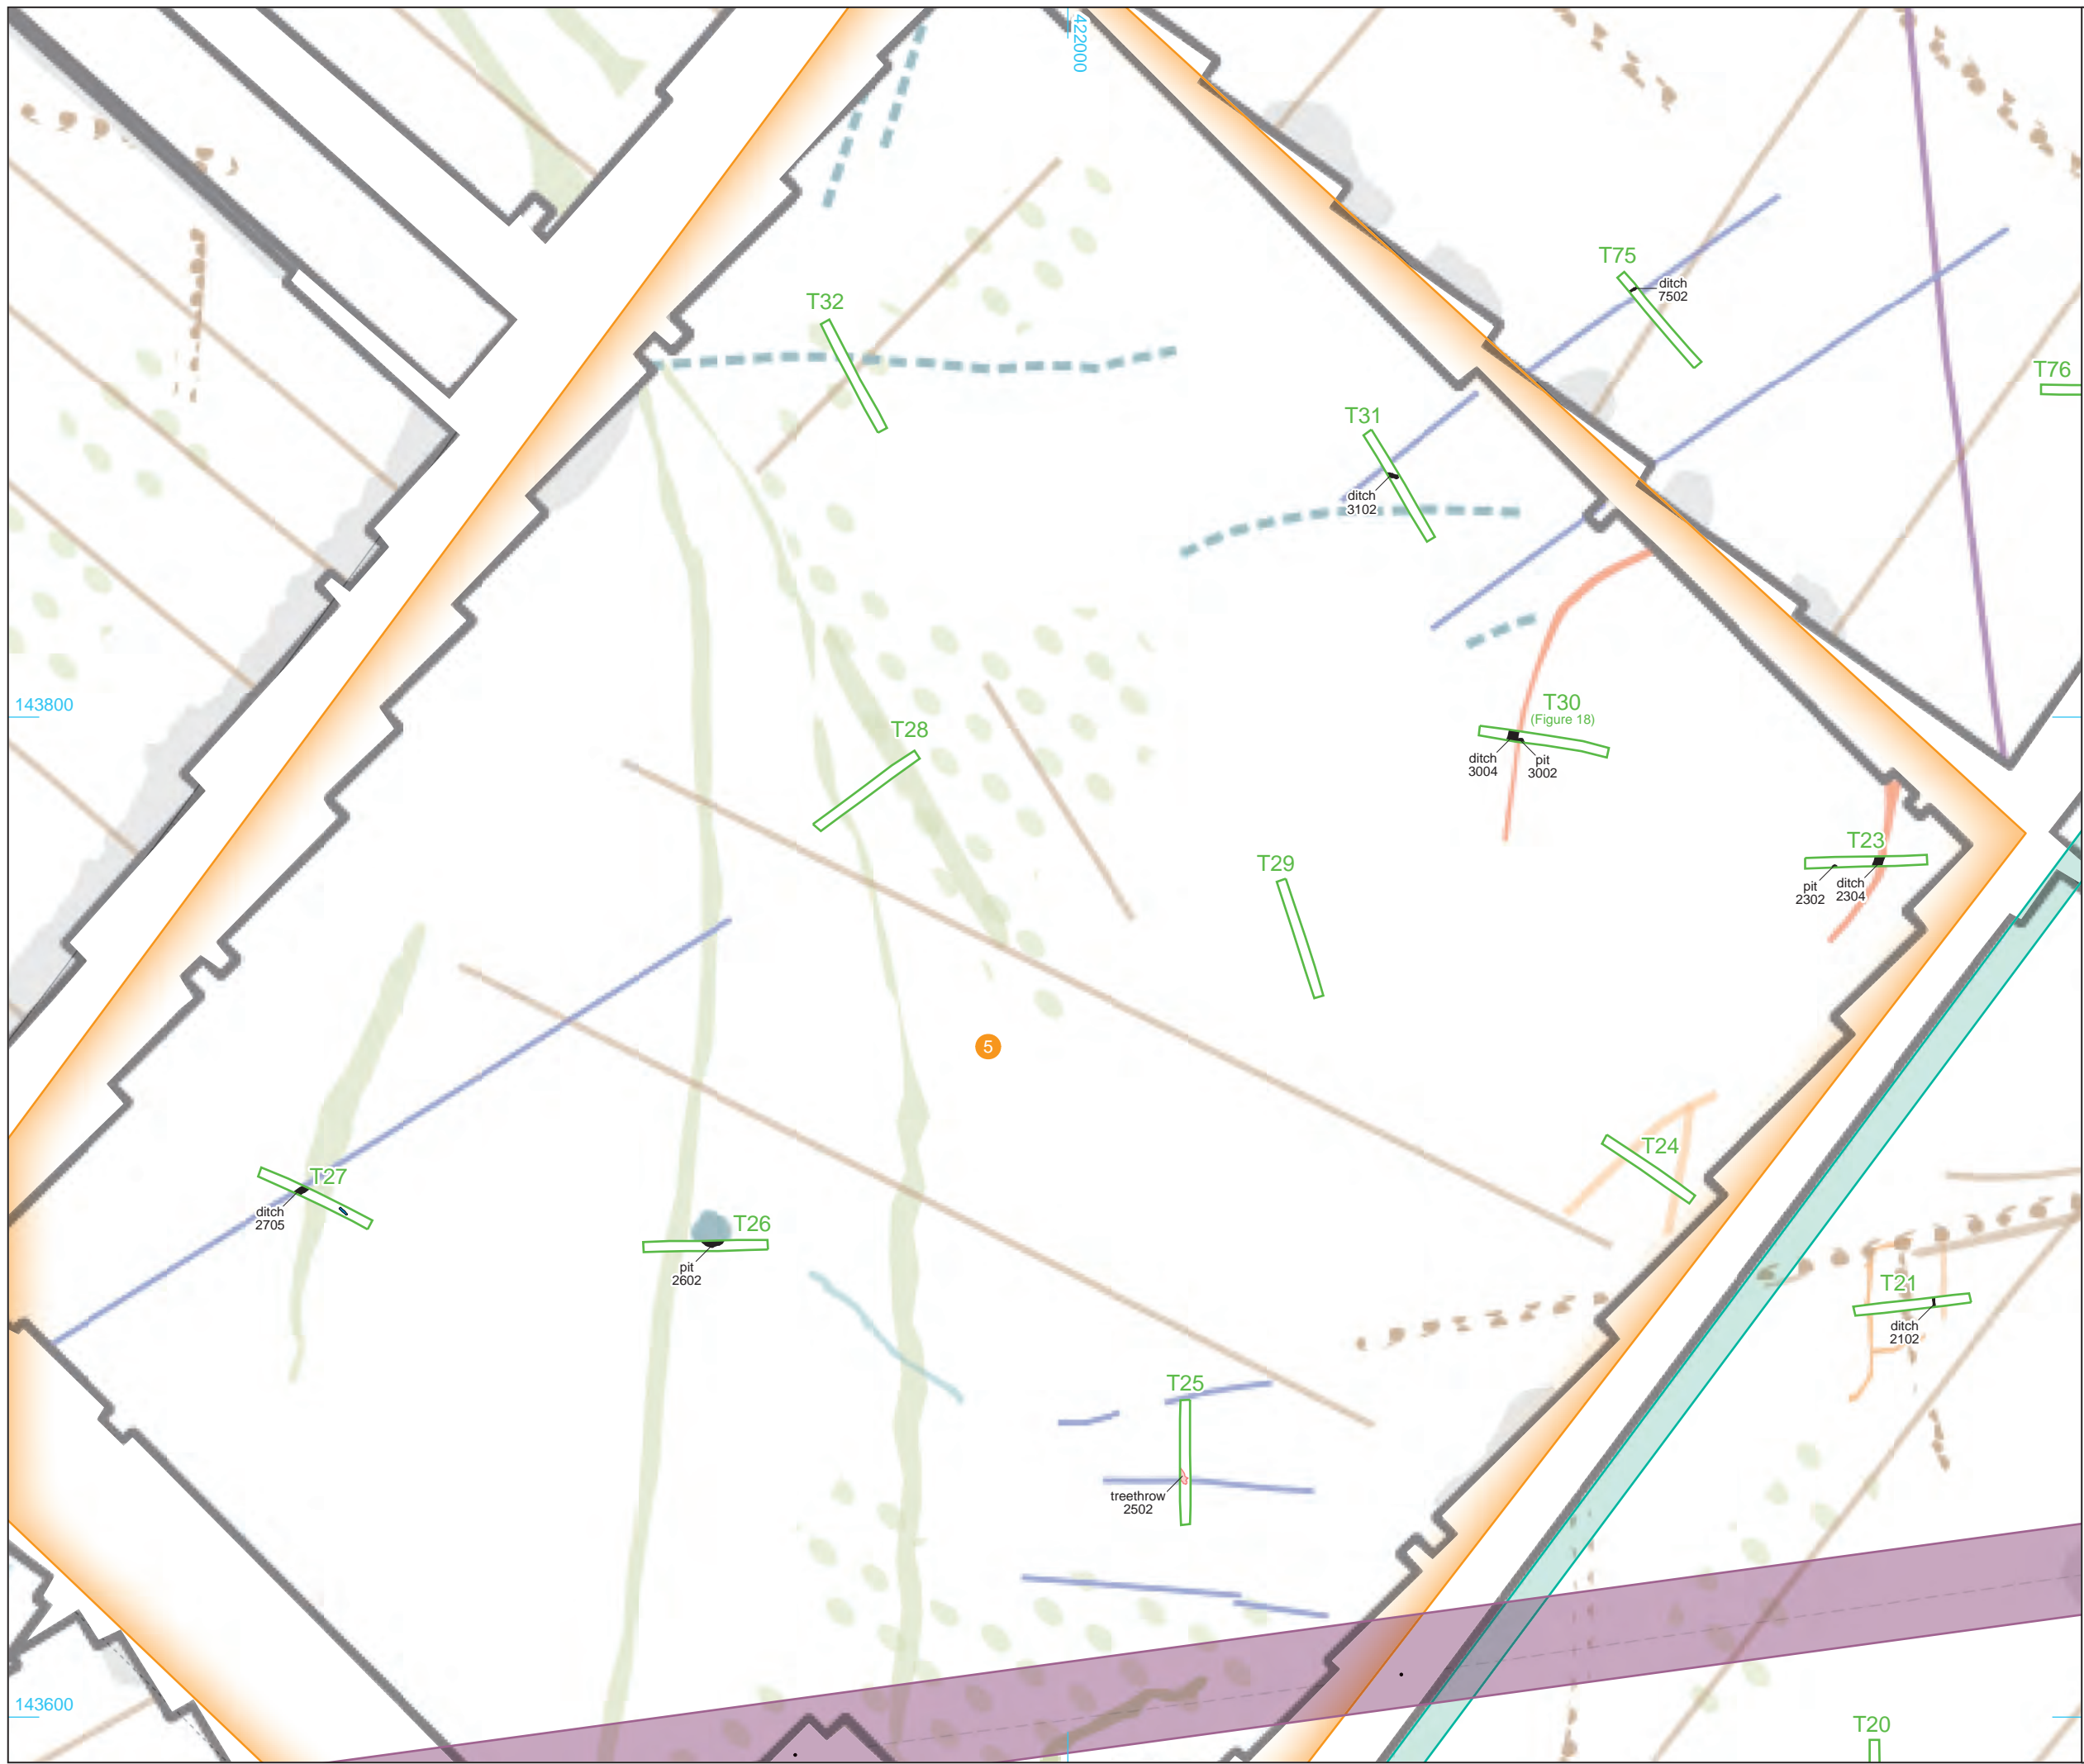 422000
T75
ditch
7502
T32
T76
T31
ditch
3102
143800
T30
(Figure 18)
T28
ditch
3004
pit
3002
T23
T29
pit
2302
ditch
2304
5
T24
T27
ditch
2705
T26
pit
2602
T21
ditch
2102
T25
treethrow
2502
143600
T20